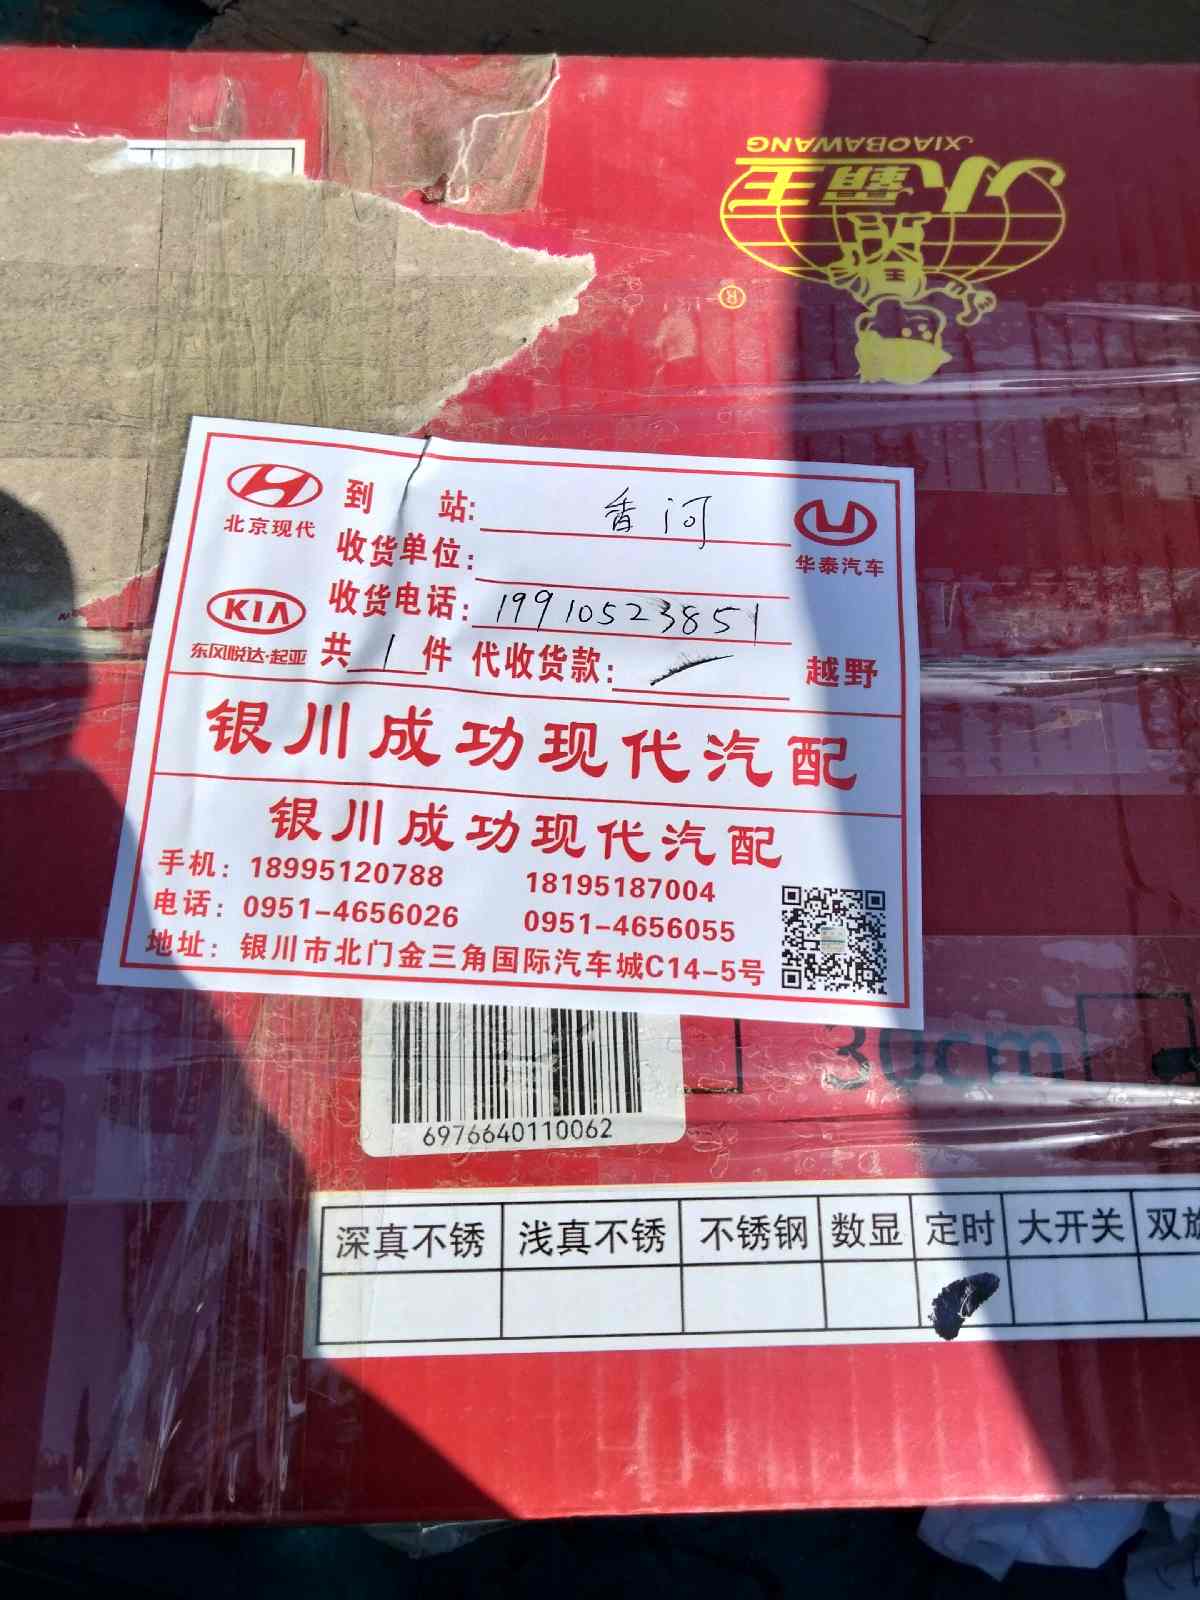 小霸王
XIAOBAWANG
®
北京现代
到 站: 香河
华泰汽车
收货单位:
KIA
收货电话: 19910523851
东风悦达·起亚
共 1 件 代收货款: 越野
银川成功现代汽配
银川成功现代汽配
手机: 18995120788 18195187004
电话: 0951-4656026 0951-4656055
地址: 银川市北门金三角国际汽车城C14-5号
30cm
6976640110062
深真不锈 浅真不锈 不锈钢 数显 定时 大开关 双旋